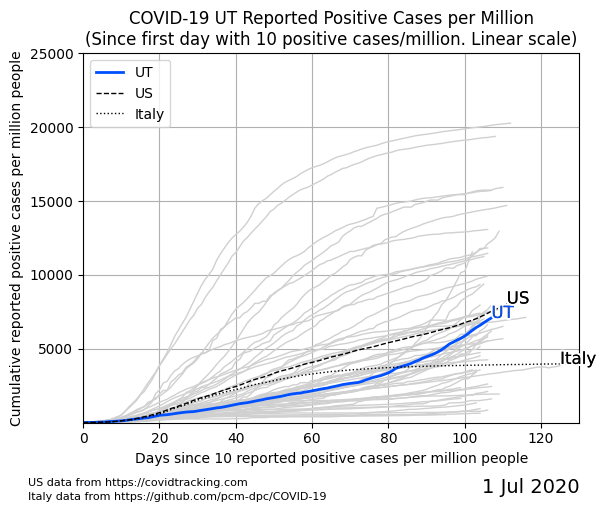 COVID-19 UT Reported Positive Cases per Million
(Since first day with 10 positive cases/million. Linear scale)
Cumulative reported positive cases per million people
25000
20000
15000
10000
5000
UT
US
Italy
US
UT
Italy
0
20
40
60
80
100
120
Days since 10 reported positive cases per million people
US data from https://covidtracking.com
Italy data from https://github.com/pcm-dpc/COVID-19
1 Jul 2020